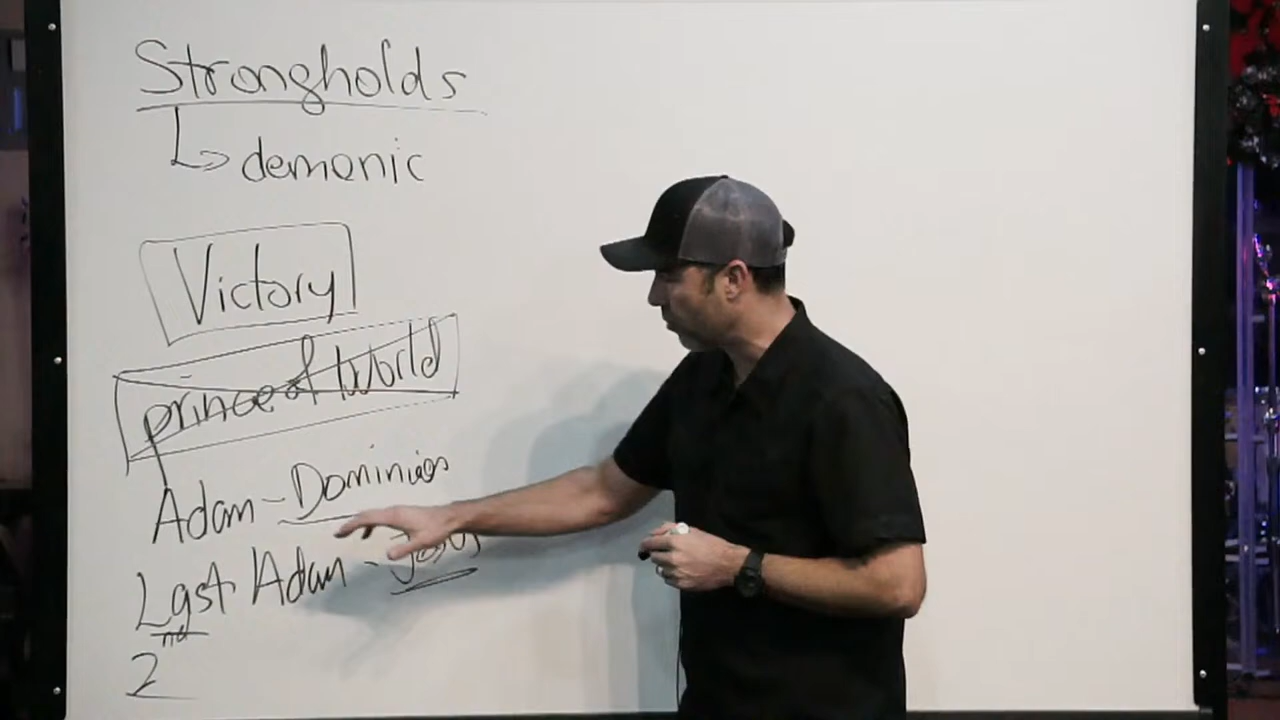 Strongholds
demonic
Victory
prince of World
Adam - Dominion
Last Adam - Jesus
2nd